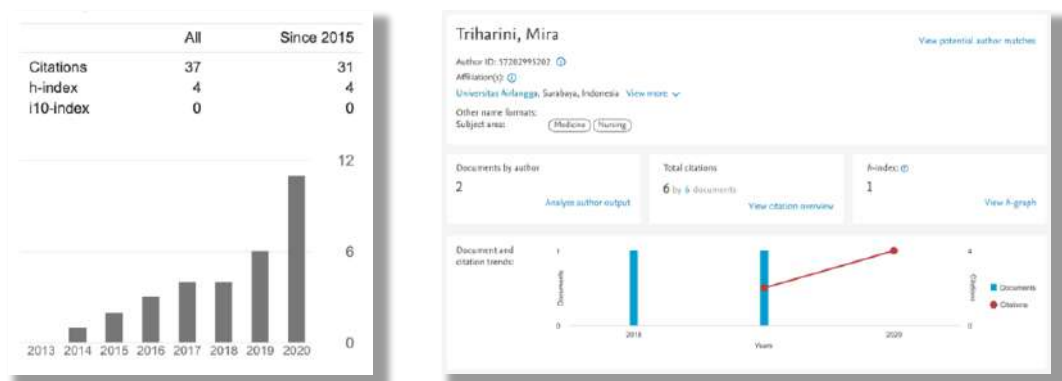 All Since 2015
Citations 37 31
h-index 4 4
i10-index 0 0
12
6
0
2013 2014 2015 2016 2017 2018 2019 2020
Triharini, Mira
View potential author matches
Author ID: 57202995202
Affiliation(s):
Universitas Airlangga, Surabaya, Indonesia View more
Other name formats:
Subject area: Medicine Nursing
Documents by author
2
Analyze author output
Total citations
6 by 6 documents
View citation overview
h-index:
1
View h-graph
Document and
citation trends:
Documents
1
0
2018
2020
Years
4
0
Citations
Documents
Citations